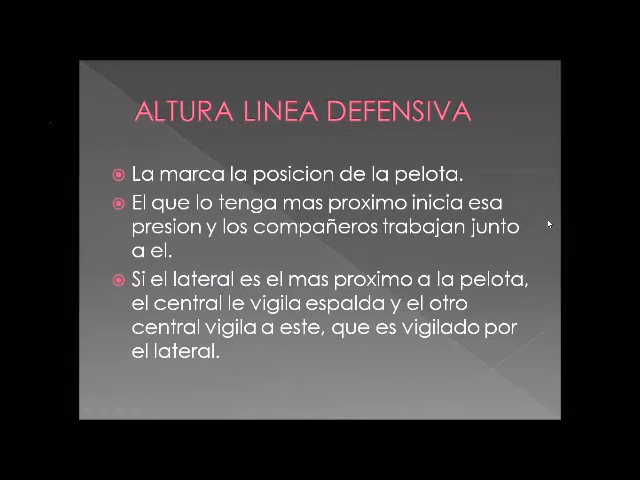 ALTURA LINEA DEFENSIVA
La marca la posicion de la pelota.
El que lo tenga mas proximo inicia esa
presion y los compañeros trabajan junto
a el.
Si el lateral es el mas proximo a la pelota,
el central le vigila espalda y el otro
central vigila a este, que es vigilado por
el lateral.